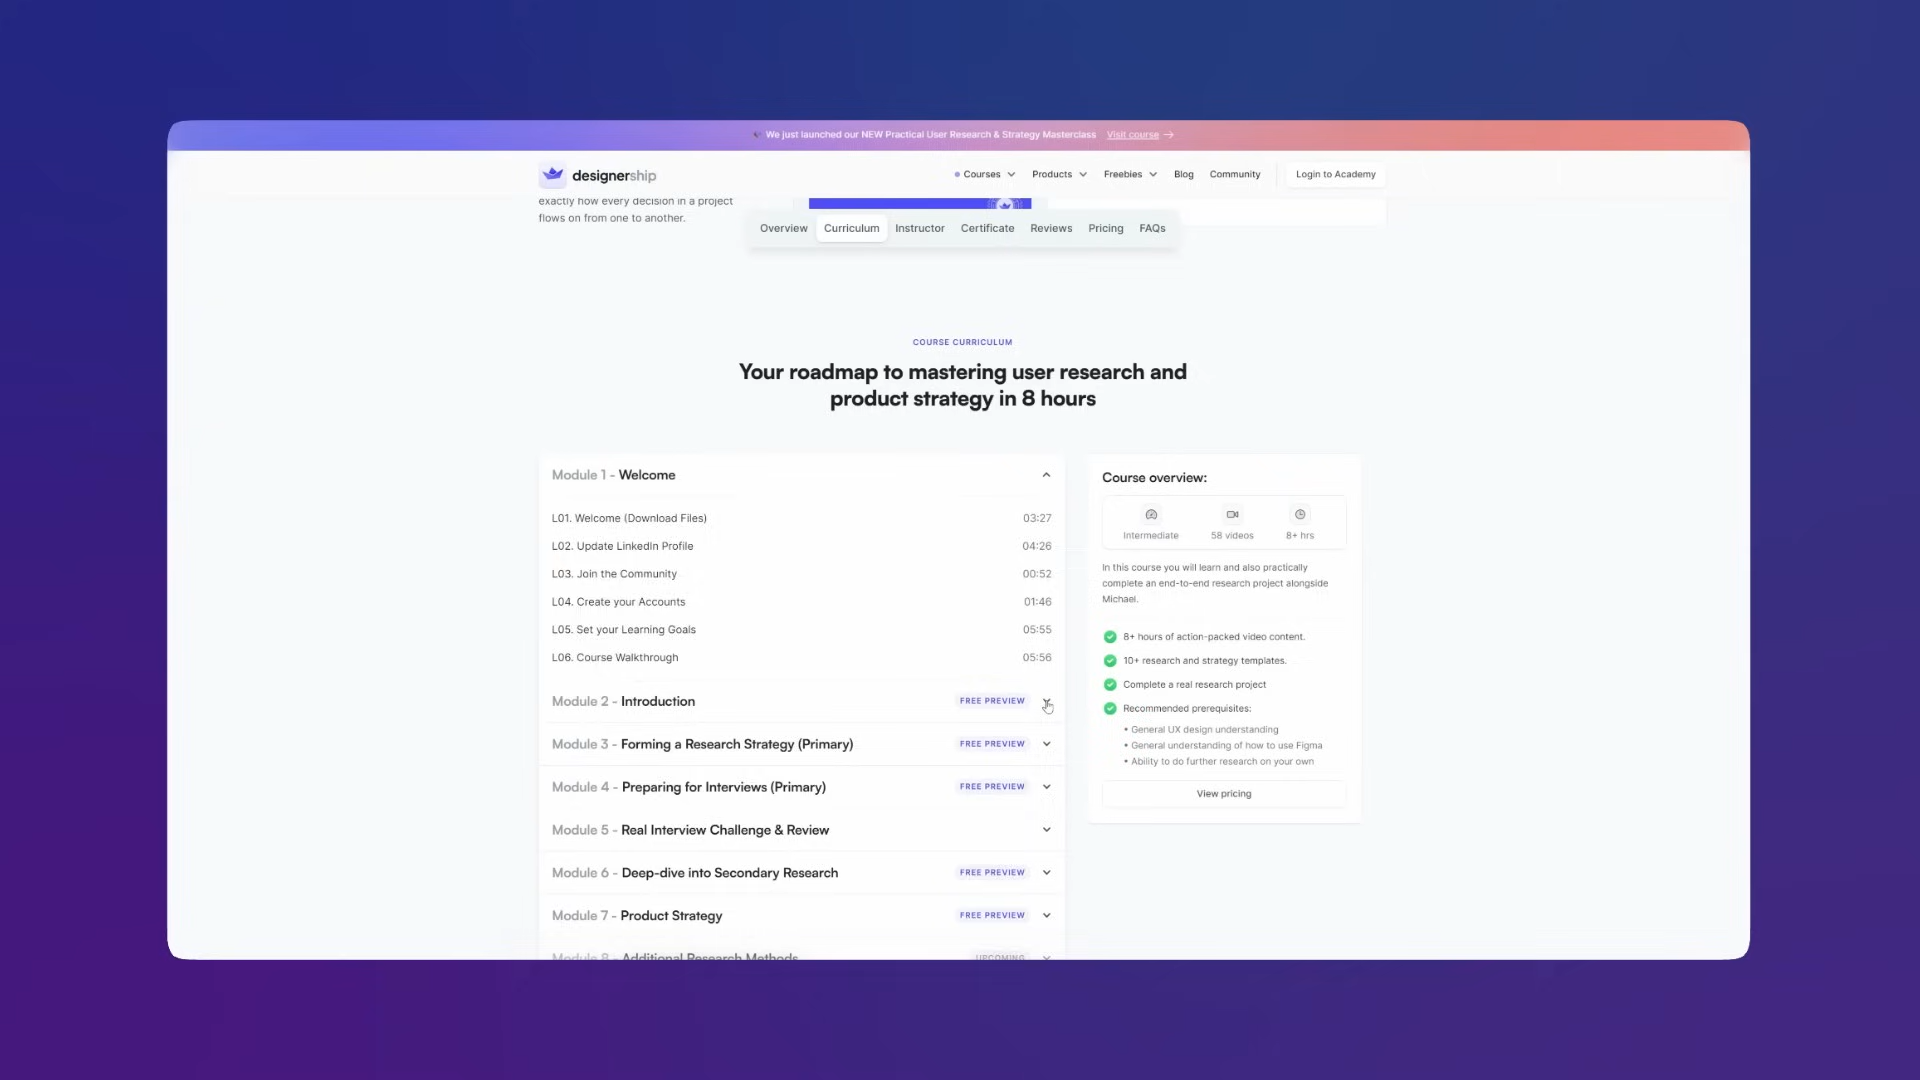 We just launched our NEW Practical User Research & Strategy Masterclass Visit course →
designership
Courses
Products
Freebies
Blog
Community
Login to Academy
exactly how every decision in a project
flows on from one to another.
Overview
Curriculum
Instructor
Certificate
Reviews
Pricing
FAQs
COURSE CURRICULUM
Your roadmap to mastering user research and
product strategy in 8 hours
Module 1 - Welcome
L01. Welcome (Download Files) 03:27
L02. Update LinkedIn Profile 04:26
L03. Join the Community 00:52
L04. Create your Accounts 01:46
L05. Set your Learning Goals 05:55
L06. Course Walkthrough 05:56
Module 2 - Introduction FREE PREVIEW
Module 3 - Forming a Research Strategy (Primary) FREE PREVIEW
Module 4 - Preparing for Interviews (Primary) FREE PREVIEW
Module 5 - Real Interview Challenge & Review
Module 6 - Deep-dive into Secondary Research FREE PREVIEW
Module 7 - Product Strategy FREE PREVIEW
Module 8 - Additional Research Methods UPCOMING
Course overview:
Intermediate
58 videos
8+ hrs
In this course you will learn and also practically
complete an end-to-end research project alongside
Michael.
8+ hours of action-packed video content.
10+ research and strategy templates.
Complete a real research project
Recommended prerequisites:
• General UX design understanding
• General understanding of how to use Figma
• Ability to do further research on your own
View pricing